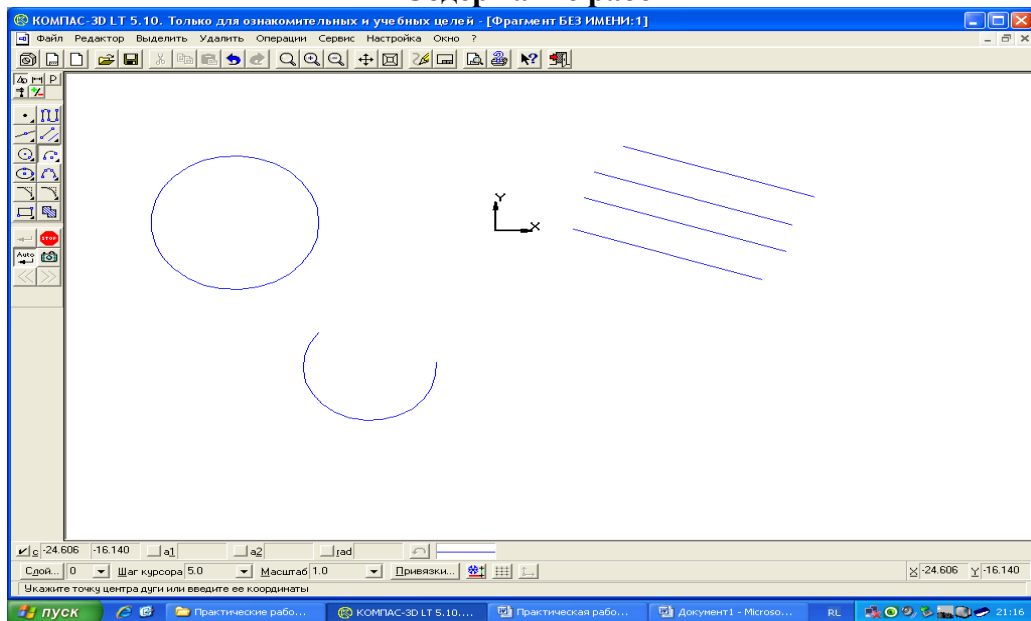 КОМПАС-3D LT 5.10. Только для ознакомительных и учебных целей - [Фрагмент БЕЗ ИМЕНИ:1]
Файл Редактор Выделить Удалить Операции Сервис Настройка Окно ?
P
Y
X
STOP
Auto
c -24.606 -16.140 a1 a2 rad
Слой... 0 Шаг курсора 5.0 Масштаб 1.0 Привязки... X -24.606 Y -16.140
Укажите точку центра дуги или введите ее координаты
пуск Практические рабо... КОМПАС-3D LT 5.10.... Практическая рабо... Документ1 - Microso... RL 21:16